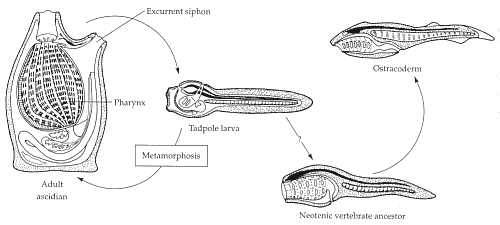 Excurrent siphon
Pharynx
Adult
ascidian
Tadpole larva
Metamorphosis
?
Neotenic vertebrate ancestor
Ostracoderm